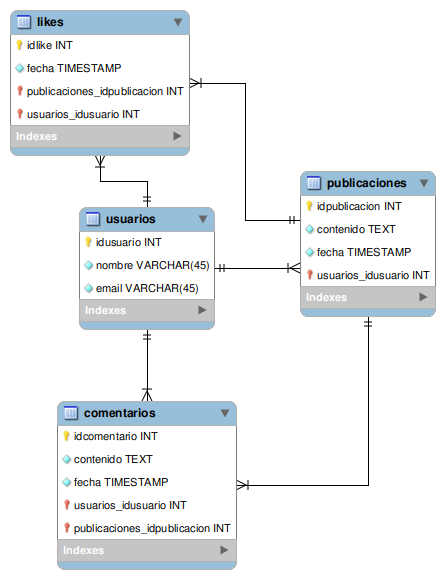 likes
idlike INT
fecha TIMESTAMP
publicaciones_idpublicacion INT
usuarios_idusuario INT
Indexes
publicaciones
idpublicacion INT
contenido TEXT
fecha TIMESTAMP
usuarios_idusuario INT
Indexes
usuarios
idusuario INT
nombre VARCHAR(45)
email VARCHAR(45)
Indexes
comentarios
idcomentario INT
contenido TEXT
fecha TIMESTAMP
usuarios_idusuario INT
publicaciones_idpublicacion INT
Indexes